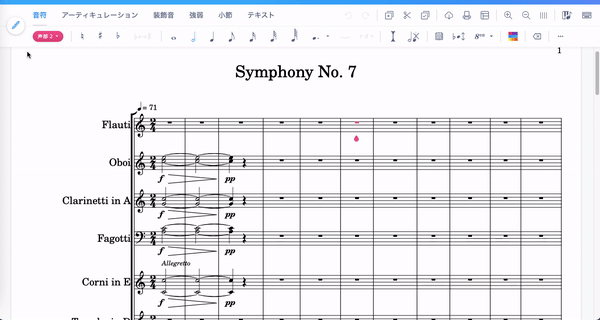 音符 アーティキュレーション 装飾音 強弱 小節 テキスト
声部 2
8va
1
Symphony No. 7
= 71
Flauti
Oboi
f pp
Clarinetti in A
f pp
Fagotti
f pp
Allegretto
Corni in E
f pp